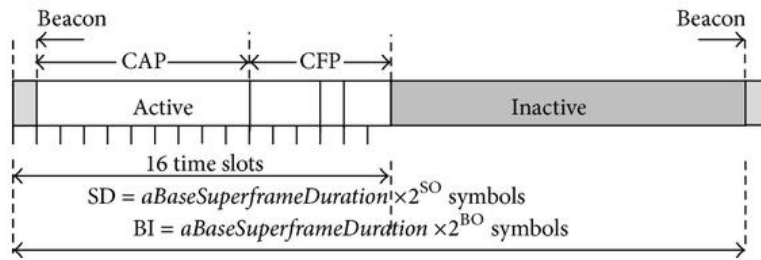 Beacon Beacon
CAP CFP
Active Inactive
16 time slots
SD = aBaseSuperframeDuration ×2^SO symbols
BI = aBaseSuperframeDuration ×2^BO symbols